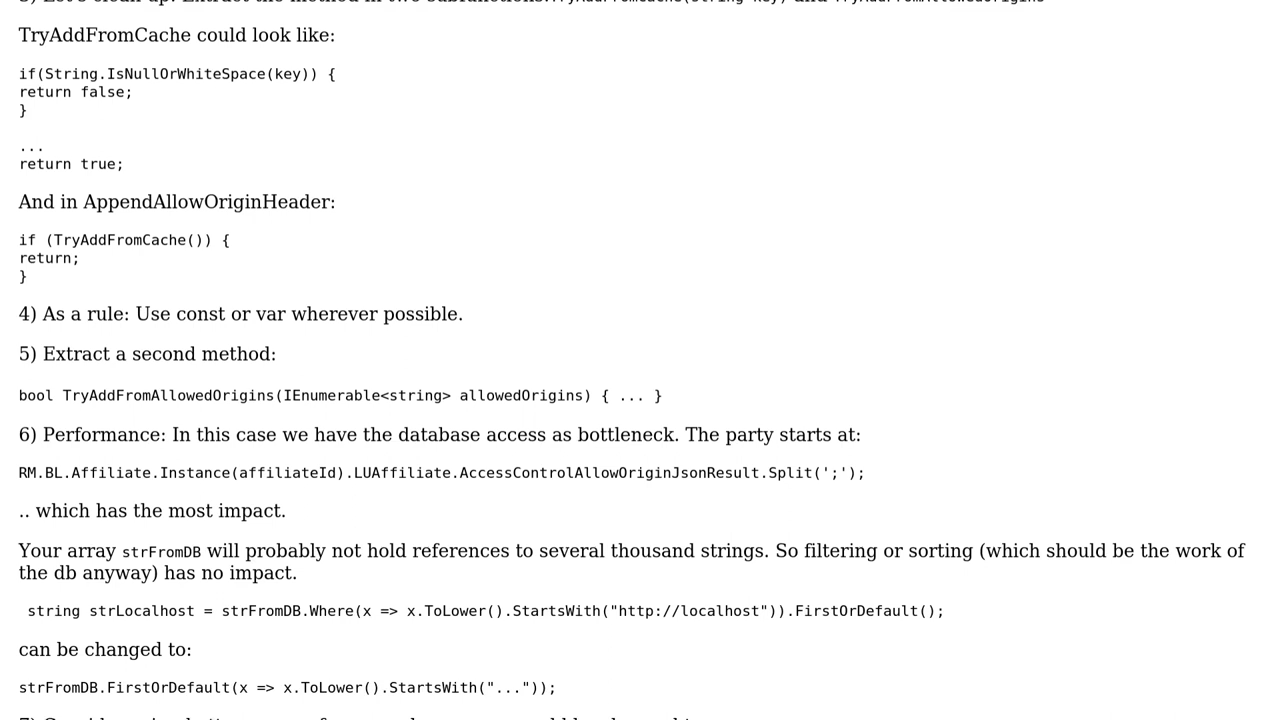 TryAddFromCache could look like:
if(String.IsNullOrWhiteSpace(key)) {
return false;
}
...
return true;
And in AppendAllowOriginHeader:
if (TryAddFromCache()) {
return;
}
4) As a rule: Use const or var wherever possible.
5) Extract a second method:
bool TryAddFromAllowedOrigins(IEnumerable<string> allowedOrigins) { ... }
6) Performance: In this case we have the database access as bottleneck. The party starts at:
RM.BL.Affiliate.Instance(affiliateId).LUAffiliate.AccessControlAllowOriginJsonResult.Split(';');
.. which has the most impact.
Your array strFromDB will probably not hold references to several thousand strings. So filtering or sorting (which should be the work of
the db anyway) has no impact.
string strLocalhost = strFromDB.Where(x => x.ToLower().StartsWith("http://localhost")).FirstOrDefault();
can be changed to:
strFromDB.FirstOrDefault(x => x.ToLower().StartsWith("..."));